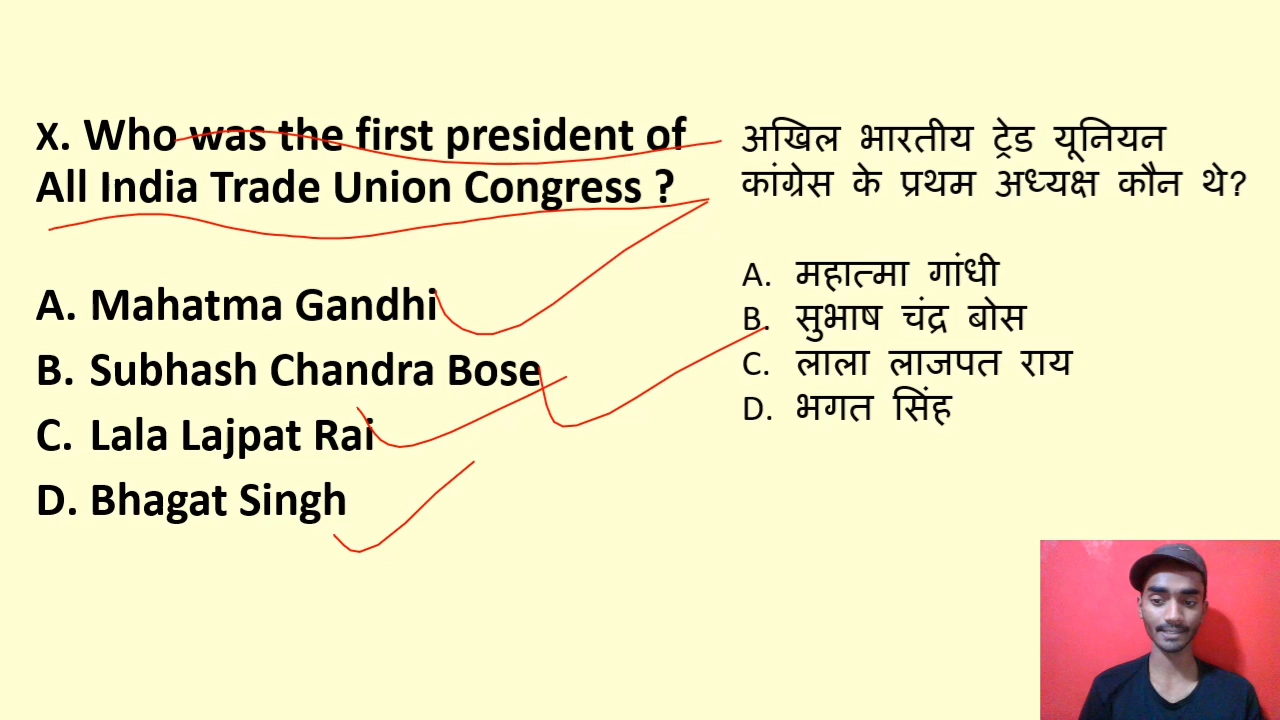 X. Who was the first president of
All India Trade Union Congress ?
A. Mahatma Gandhi
B. Subhash Chandra Bose
C. Lala Lajpat Rai
D. Bhagat Singh
अखिल भारतीय ट्रेड यूनियन
कांग्रेस के प्रथम अध्यक्ष कौन थे?
A. महात्मा गांधी
B. सुभाष चंद्र बोस
C. लाला लाजपत राय
D. भगत सिंह